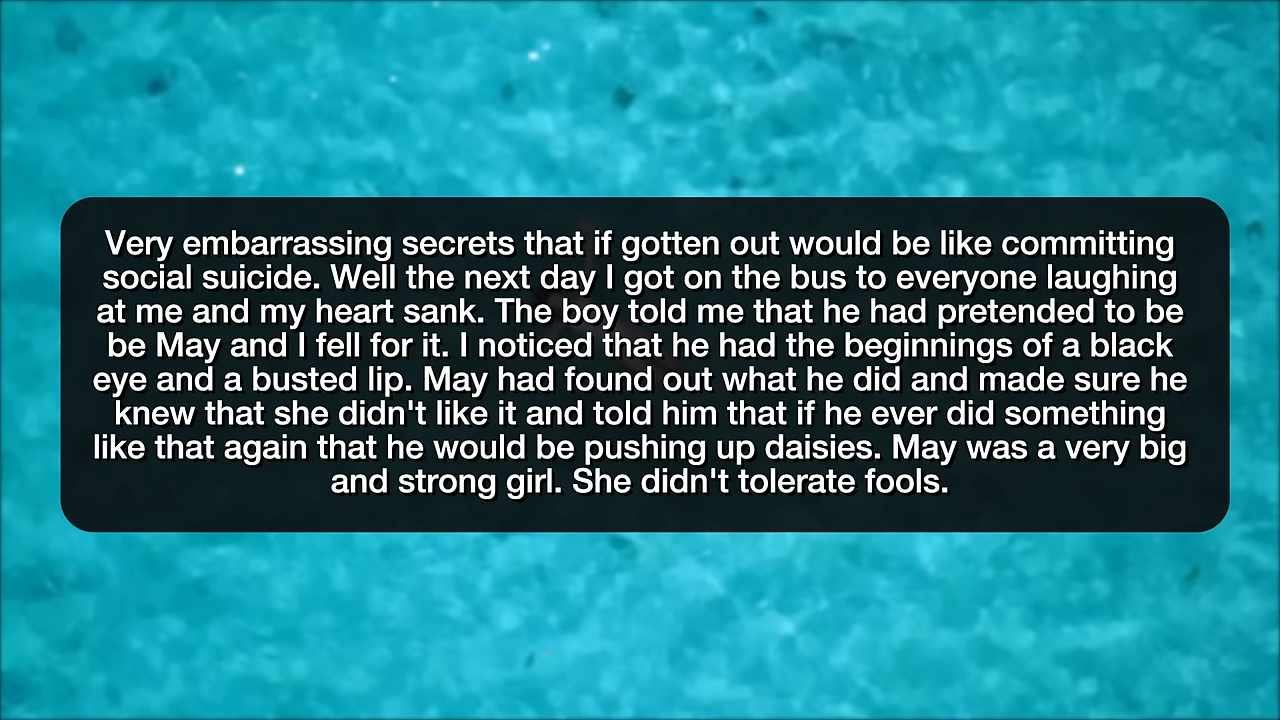 Very embarrassing secrets that if gotten out would be like committing
social suicide. Well the next day I got on the bus to everyone laughing
at me and my heart sank. The boy told me that he had pretended to be
be May and I fell for it. I noticed that he had the beginnings of a black
eye and a busted lip. May had found out what he did and made sure he
knew that she didn't like it and told him that if he ever did something
like that again that he would be pushing up daisies. May was a very big
and strong girl. She didn't tolerate fools.